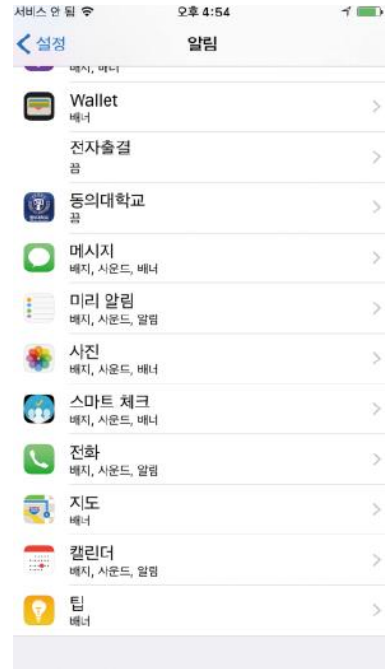 서비스 안 됨
오후 4:54
설정
알림
배지, 배너
Wallet
배너
전자출결
끔
동의대학교
끔
메시지
배지, 사운드, 배너
미리 알림
배지, 사운드, 알림
사진
배지, 사운드, 배너
스마트 체크
배지, 사운드, 배너
전화
배지, 사운드, 알림
지도
배너
캘린더
배지, 사운드, 알림
팁
배너